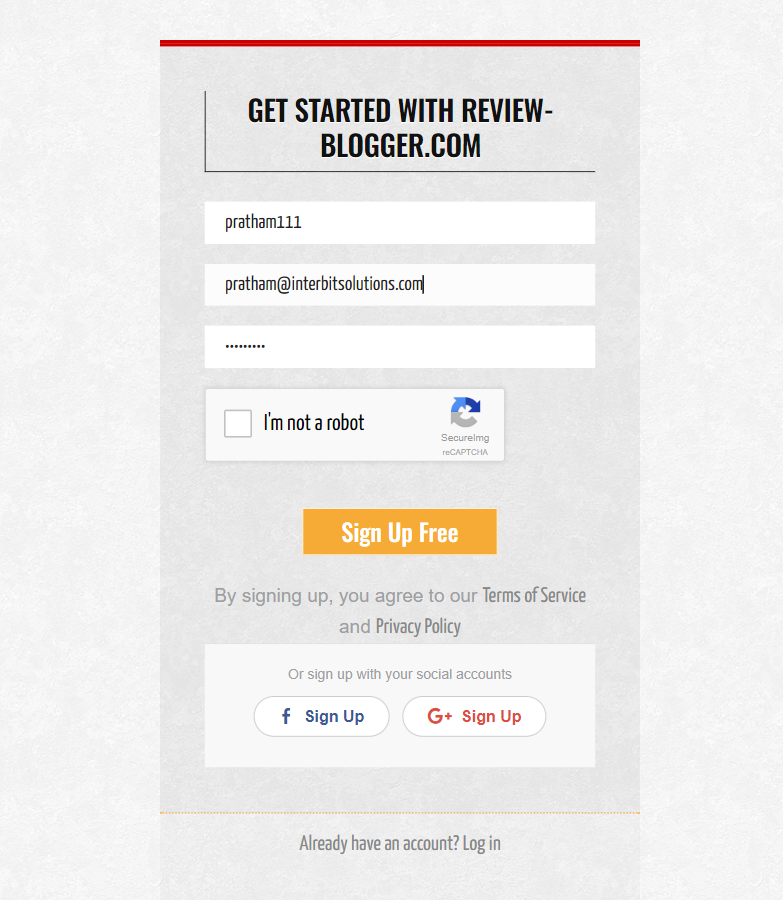 GET STARTED WITH REVIEW-
BLOGGER.COM
pratham111
pratham@interbitsolutions.com
•••••••••
I'm not a robot
SecureImg
reCAPTCHA
Sign Up Free
By signing up, you agree to our Terms of Service
and Privacy Policy
Or sign up with your social accounts
f Sign Up
G+ Sign Up
Already have an account? Log in